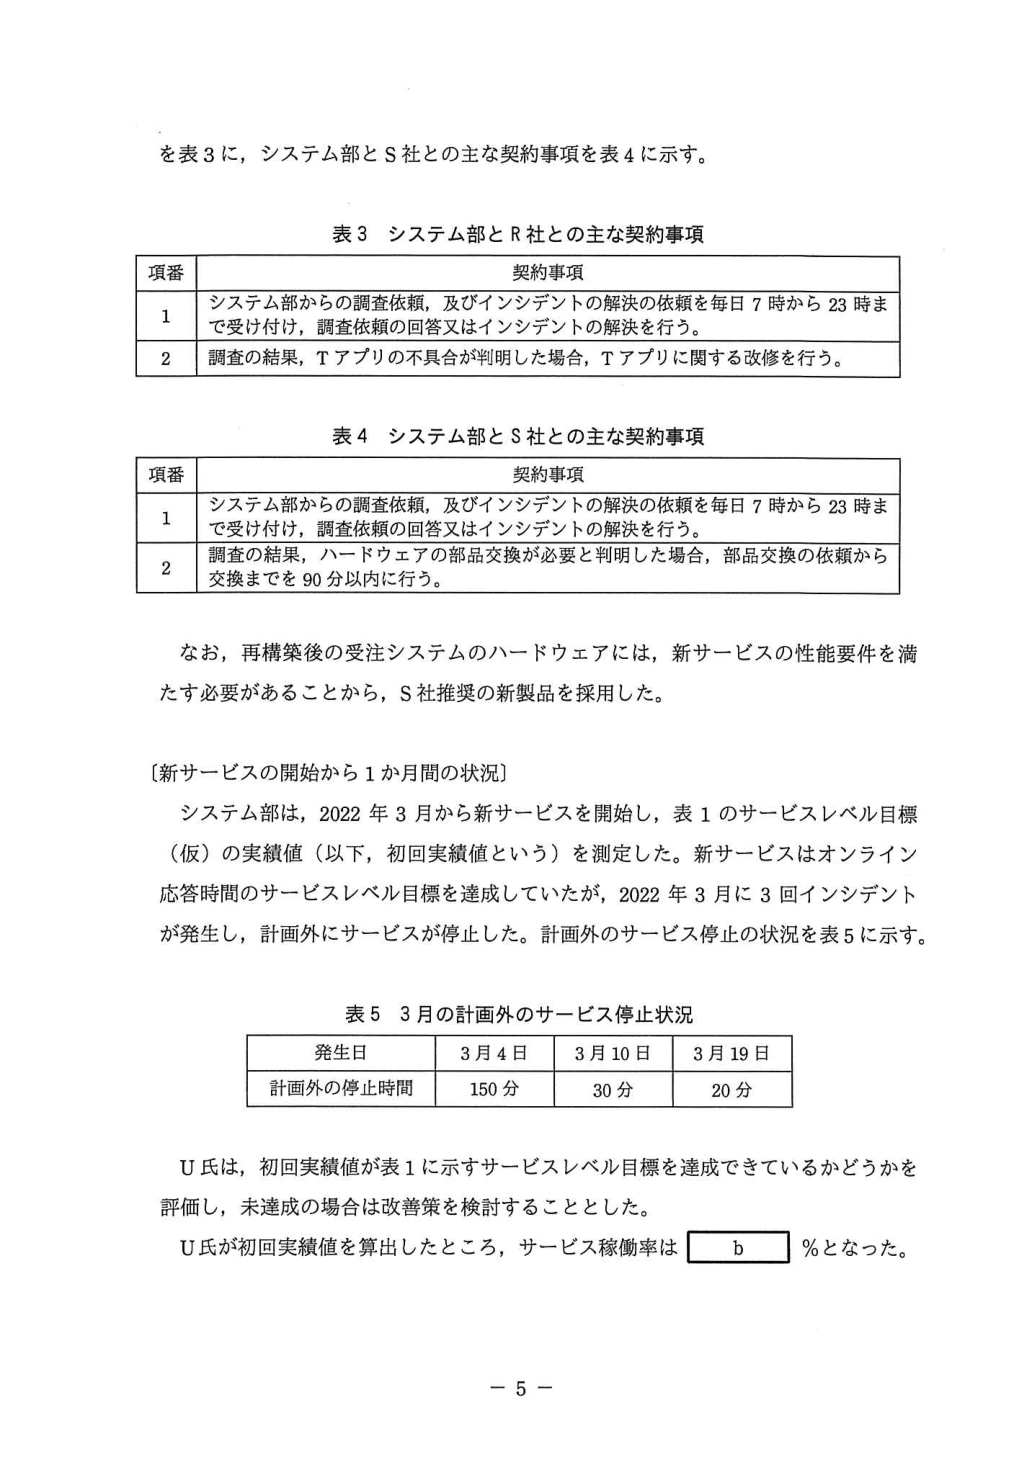 を表3に，システム部とS社との主な契約事項を表4に示す。
表3　システム部とR社との主な契約事項
項番　契約事項
1　システム部からの調査依頼，及びインシデントの解決の依頼を毎日 7 時から 23 時ま
で受け付け，調査依頼の回答又はインシデントの解決を行う。
2　調査の結果，Tアプリの不具合が判明した場合，Tアプリに関する改修を行う。
表4　システム部とS社との主な契約事項
項番　契約事項
1　システム部からの調査依頼，及びインシデントの解決の依頼を毎日 7 時から 23 時ま
で受け付け，調査依頼の回答又はインシデントの解決を行う。
2　調査の結果，ハードウェアの部品交換が必要と判明した場合，部品交換の依頼から
交換までを 90 分以内に行う。
なお，再構築後の受注システムのハードウェアには，新サービスの性能要件を満
たす必要があることから，S社推奨の新製品を採用した。
〔新サービスの開始から1か月間の状況〕
システム部は，2022 年 3 月から新サービスを開始し，表 1 のサービスレベル目標
（仮）の実績値（以下，初回実績値という）を測定した。新サービスはオンライン
応答時間のサービスレベル目標を達成していたが，2022 年 3 月に 3 回インシデント
が発生し，計画外にサービスが停止した。計画外のサービス停止の状況を表5に示す。
表5　3月の計画外のサービス停止状況
発生日　3月4日　3月10日　3月19日
計画外の停止時間　150分　30分　20分
U氏は，初回実績値が表1に示すサービスレベル目標を達成できているかどうかを
評価し，未達成の場合は改善策を検討することとした。
U氏が初回実績値を算出したところ，サービス稼働率は b %となった。
－ 5 －